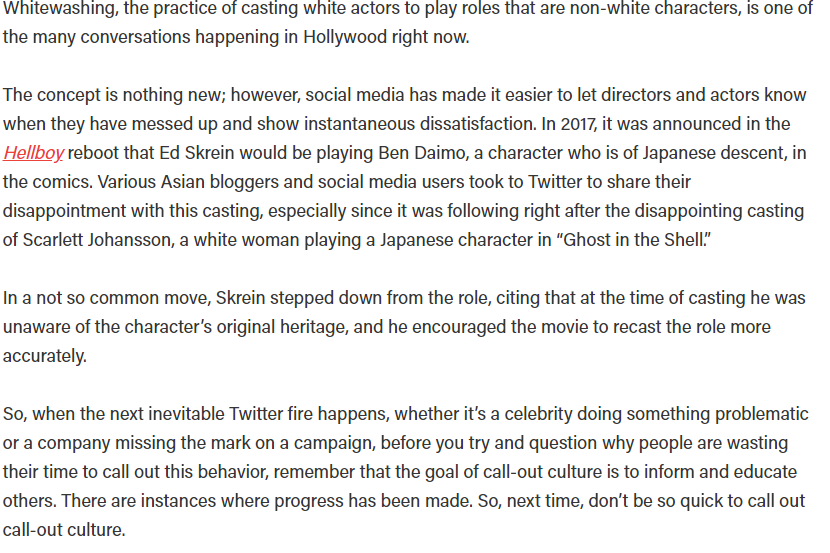 Whitewashing, the practice of casting white actors to play roles that are non-white characters, is one of
the many conversations happening in Hollywood right now.
The concept is nothing new; however, social media has made it easier to let directors and actors know
when they have messed up and show instantaneous dissatisfaction. In 2017, it was announced in the
Hellboy reboot that Ed Skrein would be playing Ben Daimo, a character who is of Japanese descent, in
the comics. Various Asian bloggers and social media users took to Twitter to share their
disappointment with this casting, especially since it was following right after the disappointing casting
of Scarlett Johansson, a white woman playing a Japanese character in “Ghost in the Shell.”
In a not so common move, Skrein stepped down from the role, citing that at the time of casting he was
unaware of the character’s original heritage, and he encouraged the movie to recast the role more
accurately.
So, when the next inevitable Twitter fire happens, whether it’s a celebrity doing something problematic
or a company missing the mark on a campaign, before you try and question why people are wasting
their time to call out this behavior, remember that the goal of call-out culture is to inform and educate
others. There are instances where progress has been made. So, next time, don’t be so quick to call out
call-out culture.